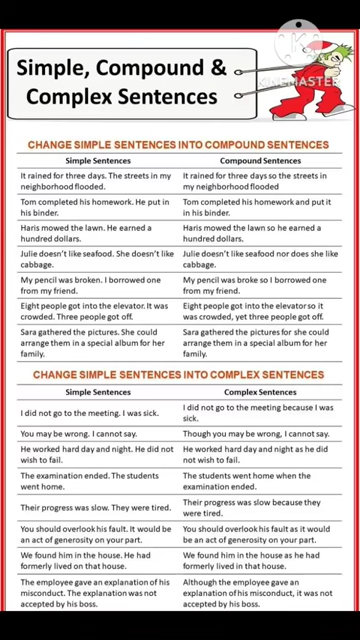 KINEMASTER
Simple, Compound &
Complex Sentences
CHANGE SIMPLE SENTENCES INTO COMPOUND SENTENCES
Simple Sentences
Compound Sentences
It rained for three days. The streets in my
neighborhood flooded.
It rained for three days so the streets in
my neighborhood flooded
Tom completed his homework. He put in
his binder.
Tom completed his homework and put it
in his binder.
Haris mowed the lawn. He earned a
hundred dollars.
Haris mowed the lawn so he earned a
hundred dollars.
Julie doesn't like seafood. She doesn't like
cabbage.
Julie doesn't like seafood nor does she like
cabbage.
My pencil was broken. I borrowed one
from my friend.
My pencil was broke so I borrowed one
from my friend.
Eight people got into the elevator. It was
crowded. Three people got off.
Eight people got into the elevator so it
was crowded, yet three people got off.
Sara gathered the pictures. She could
arrange them in a special album for her
family.
Sara gathered the pictures for she could
arrange them in a special album for her
family.
CHANGE SIMPLE SENTENCES INTO COMPLEX SENTENCES
Simple Sentences
Complex Sentences
I did not go to the meeting. I was sick.
I did not go to the meeting because I was
sick.
You may be wrong. I cannot say.
Though you may be wrong, I cannot say.
He worked hard day and night. He did not
wish to fail.
He worked hard day and night as he did
not wish to fail.
The examination ended. The students
went home.
The students went home when the
examination ended.
Their progress was slow. They were tired.
Their progress was slow because they
were tired.
You should overlook his fault. It would be
an act of generosity on your part.
You should overlook his fault as it would
be an act of generosity on your part.
We found him in the house. He had
formerly lived on that house.
We found him in the house as he had
formerly lived in that house.
The employee gave an explanation of his
misconduct. The explanation was not
accepted by his boss.
Although the employee gave an
explanation of his misconduct, it was not
accepted by his boss.